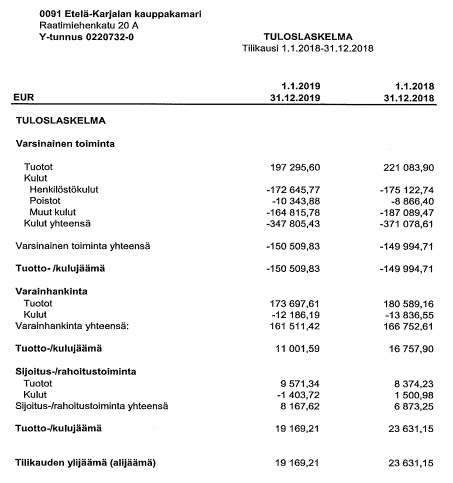 0091 Etelä-Karjalan kauppakamari
Raatimiehenkatu 20 A
Y-tunnus 0220732-0
TULOSLASKELMA
Tilikausi 1.1.2018-31.12.2018
1.1.2019 1.1.2018
EUR 31.12.2019 31.12.2018
TULOSLASKELMA
Varsinainen toiminta
Tuotot 197 295,60 221 083,90
Kulut
Henkilöstökulut -172 645,77 -175 122,74
Poistot -10 343,88 -8 866,40
Muut kulut -164 815,78 -187 089,47
Kulut yhteensä -347 805,43 -371 078,61
Varsinainen toiminta yhteensä -150 509,83 -149 994,71
Tuotto- /kulujäämä -150 509,83 -149 994,71
Varainhankinta
Tuotot 173 697,61 180 589,16
Kulut -12 186,19 -13 836,55
Varainhankinta yhteensä: 161 511,42 166 752,61
Tuotto-/kulujäämä 11 001,59 16 757,90
Sijoitus-/rahoitustoiminta
Tuotot 9 571,34 8 374,23
Kulut -1 403,72 1 500,98
Sijoitus-/rahoitustoiminta yhteensä 8 167,62 6 873,25
Tuotto-/kulujäämä 19 169,21 23 631,15
Tilikauden ylijäämä (alijäämä) 19 169,21 23 631,15